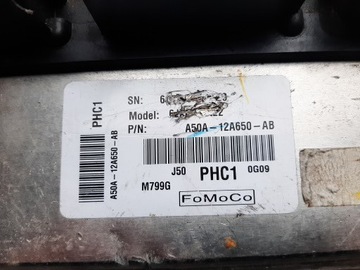 PHC1
A50A-12A650-AB
SN:
Model:
P/N: A50A-12A650-AB
J50 PHC1 0G09
M799G
FoMoCo